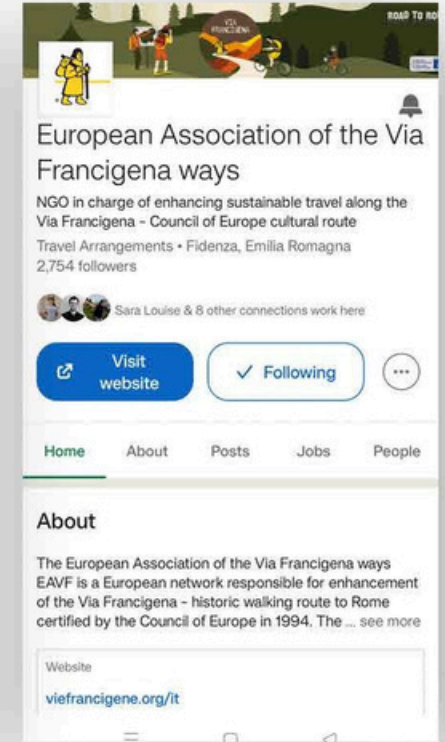 ROAD TO RO
VIA
FRANCIGENA
European Association of the Via
Francigena ways
NGO in charge of enhancing sustainable travel along the
Via Francigena - Council of Europe cultural route
Travel Arrangements • Fidenza, Emilia Romagna
2,754 followers
Sara Louise & 8 other connections work here
Visit
website
Following
Home About Posts Jobs People
About
The European Association of the Via Francigena ways
EAVF is a European network responsible for enhancement
of the Via Francigena - historic walking route to Rome
certified by the Council of Europe in 1994. The ... see more
Website
viefrancigene.org/it